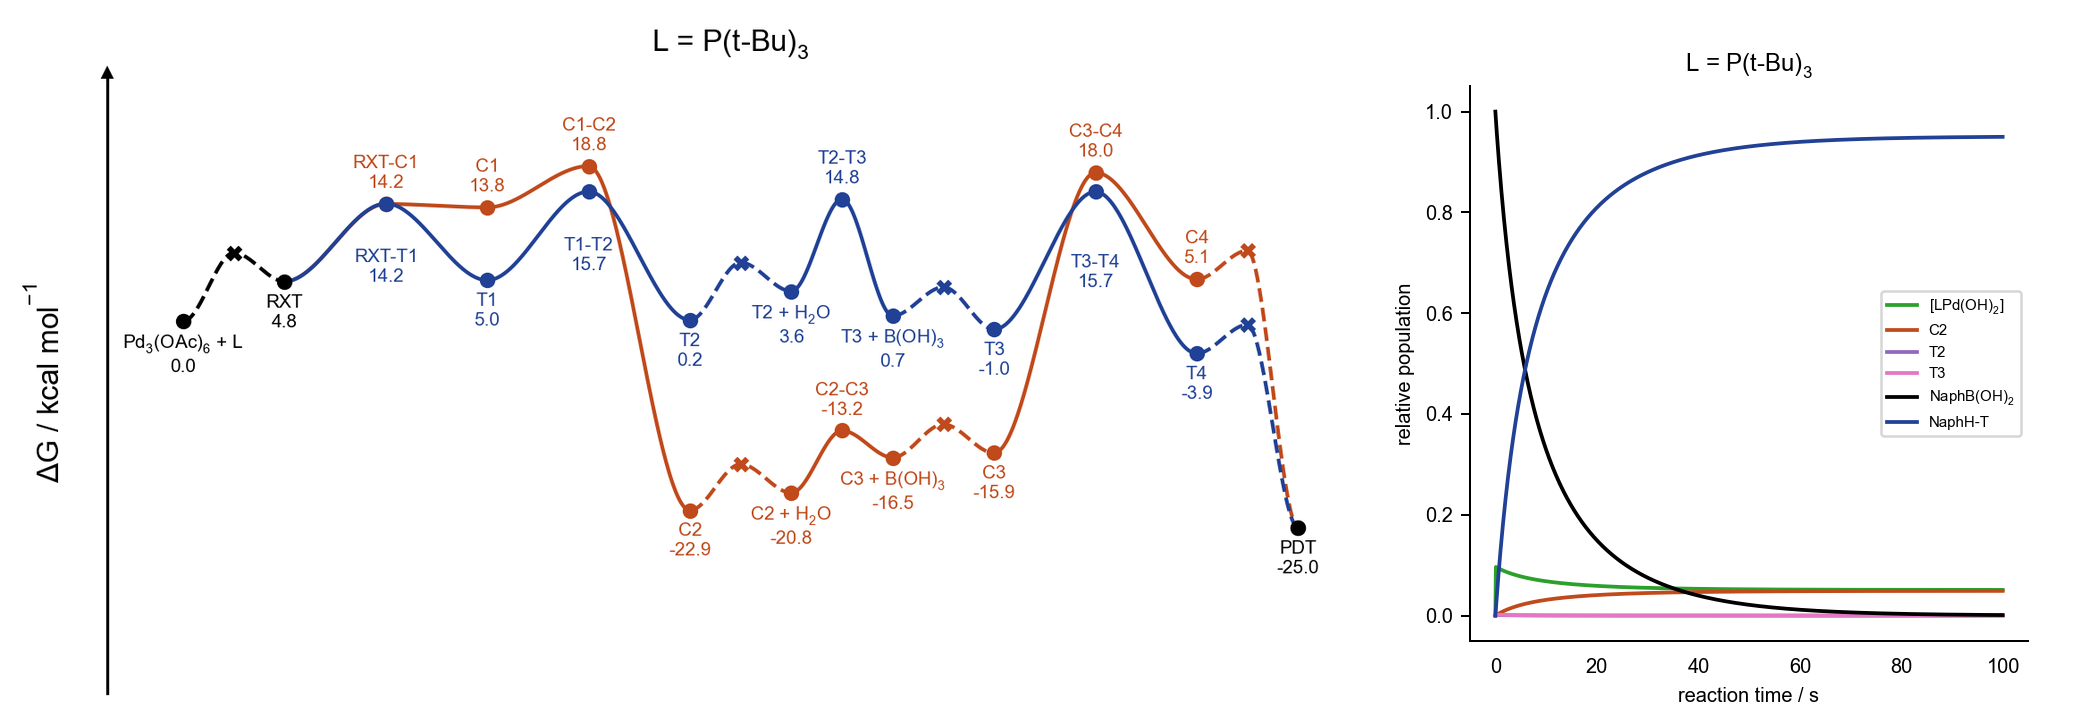 L = P(t-Bu)₃
ΔG / kcal mol⁻¹
Pd₃(OAc)₆ + L
0.0
RXT
4.8
RXT-C1
14.2
RXT-T1
14.2
C1
13.8
T1
5.0
C1-C2
18.8
T1-T2
15.7
T2
0.2
C2
-22.9
T2 + H₂O
3.6
C2 + H₂O
-20.8
T2-T3
14.8
C2-C3
-13.2
T3 + B(OH)₃
0.7
C3 + B(OH)₃
-16.5
T3
-1.0
C3
-15.9
C3-C4
18.0
T3-T4
15.7
C4
5.1
T4
-3.9
PDT
-25.0
L = P(t-Bu)₃
relative population
1.0
0.8
0.6
0.4
0.2
0.0
[LPd(OH)₂]
C2
T2
T3
NaphB(OH)₂
NaphH-T
0 20 40 60 80 100
reaction time / s